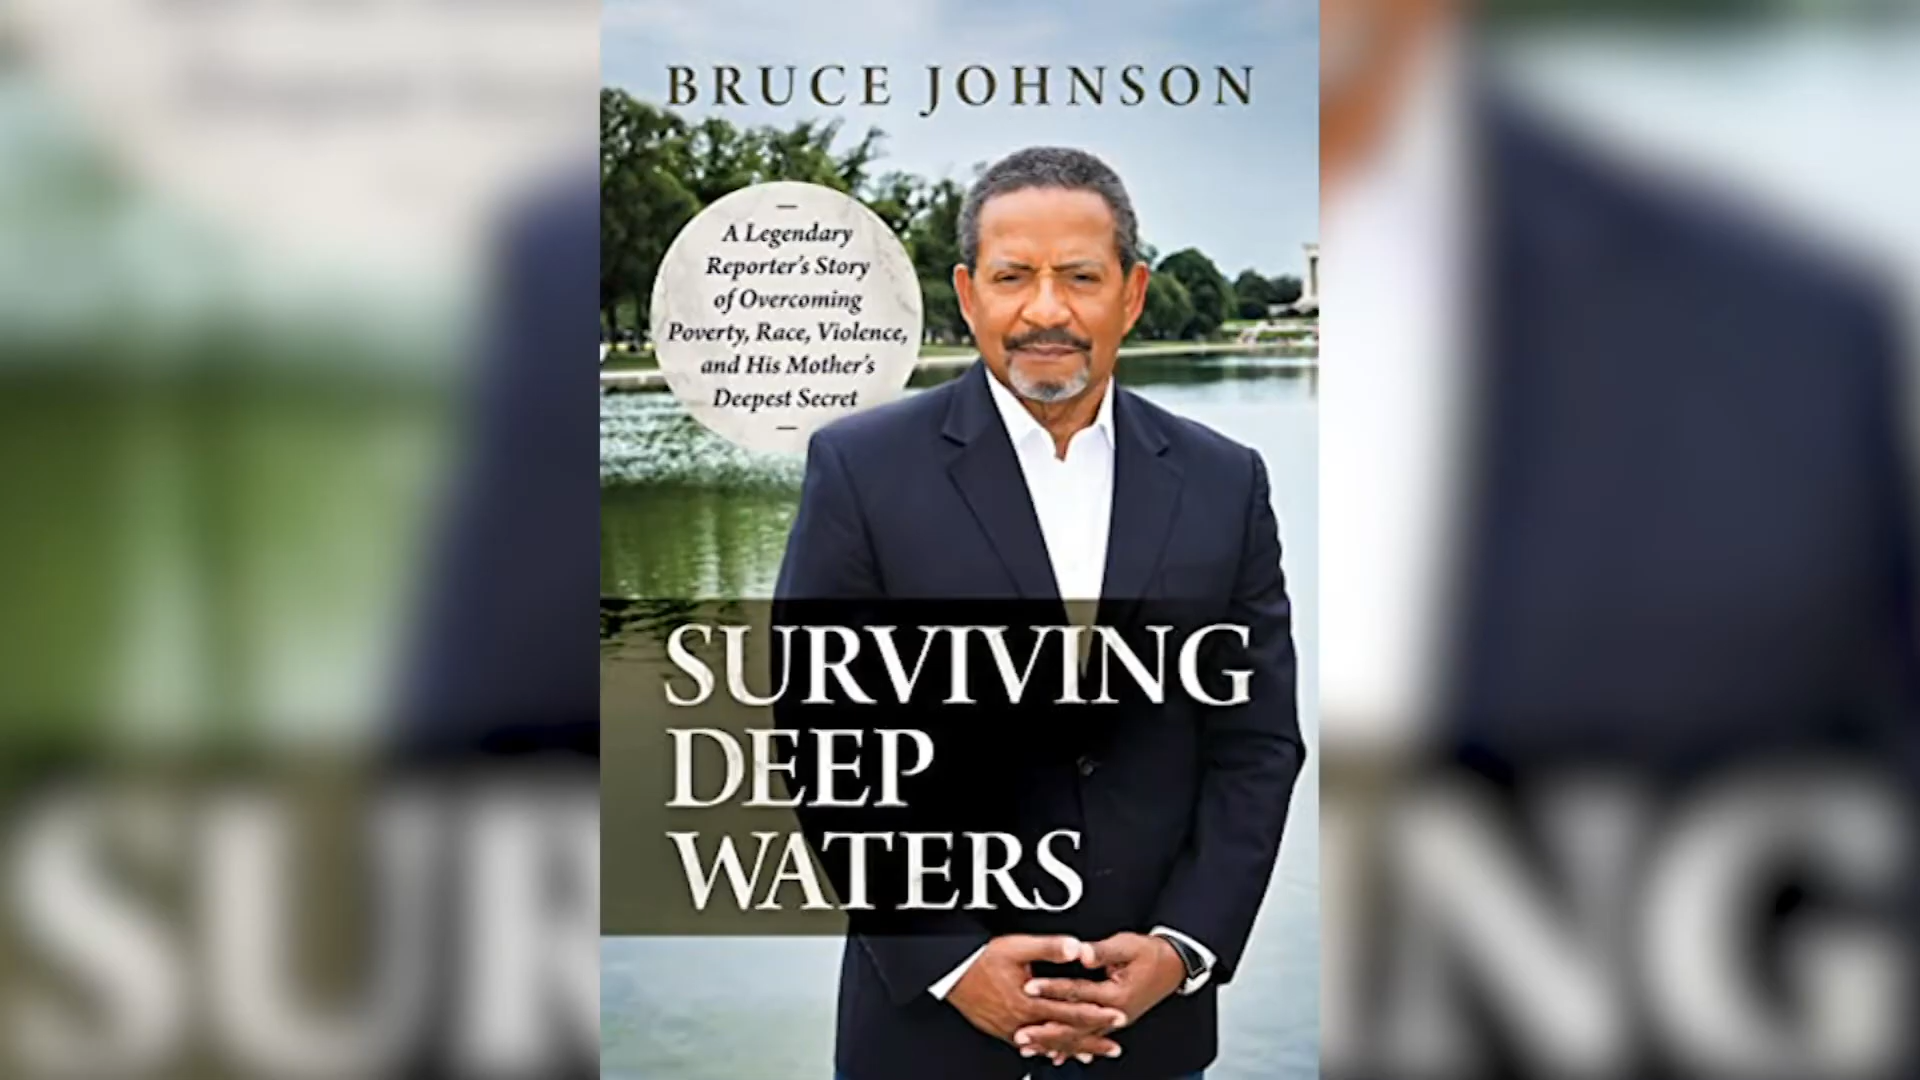 BRUCE JOHNSON
A Legendary
Reporter's Story
of Overcoming
Poverty, Race, Violence,
and His Mother's
Deepest Secret
SURVIVING
DEEP
WATERS